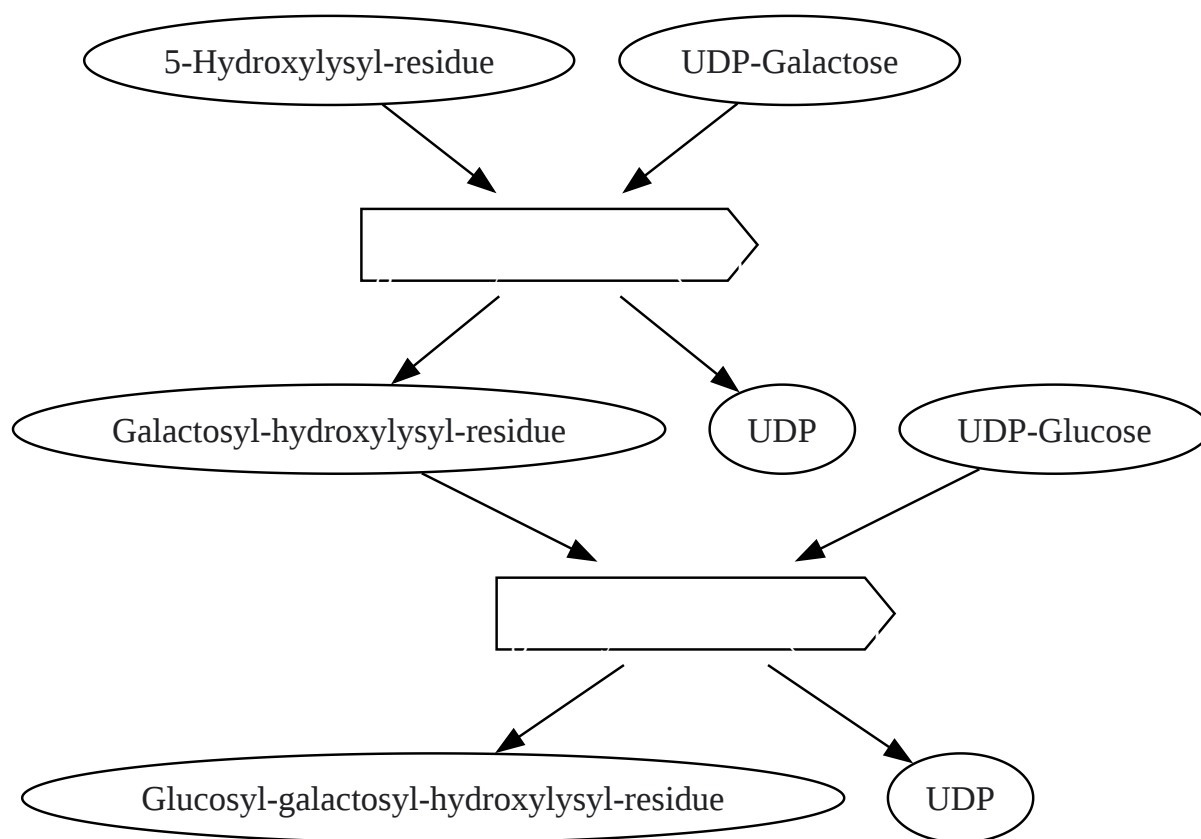 5-Hydroxylysyl-residue
UDP-Galactose
Galactosyl-hydroxylysyl-residue
UDP
UDP-Glucose
Glucosyl-galactosyl-hydroxylysyl-residue
UDP